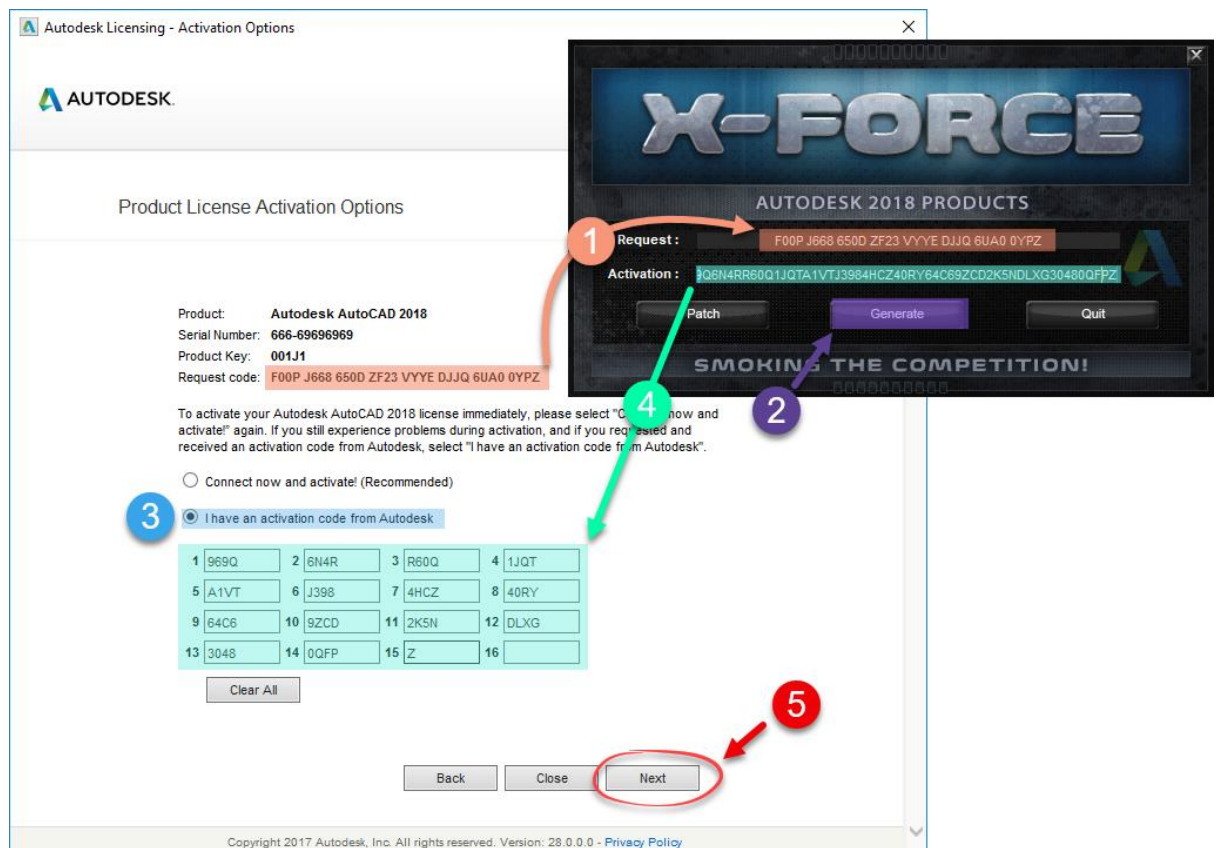 Autodesk Licensing - Activation Options
AUTODESK.
X-FORCE
AUTODESK 2018 PRODUCTS
Product License Activation Options
1
Request : F00P J668 650D ZF23 VYYE DJJQ 6UA0 0YPZ
Activation : 9Q6N4RR60Q1JQTA1VTJ3984HCZ40RY64C69ZCD2K5NDLXG30480QFPZ
Patch Generate Quit
SMOKING THE COMPETITION!
2
Product: Autodesk AutoCAD 2018
Serial Number: 666-69696969
Product Key: 001J1
Request code: F00P J668 650D ZF23 VYYE DJJQ 6UA0 0YPZ
4
To activate your Autodesk AutoCAD 2018 license immediately, please select now and
activate!" again. If you still experience problems during activation, and if you requested and
received an activation code from Autodesk, select "I have an activation code from Autodesk".
Connect now and activate! (Recommended)
3
I have an activation code from Autodesk
1 969Q 2 6N4R 3 R60Q 4 1JQT
5 A1VT 6 J398 7 4HCZ 8 40RY
9 64C6 10 9ZCD 11 2K5N 12 DLXG
13 3048 14 0QFP 15 Z 16
Clear All
5
Back Close Next
Copyright 2017 Autodesk, Inc. All rights reserved. Version: 28.0.0.0 - Privacy Policy